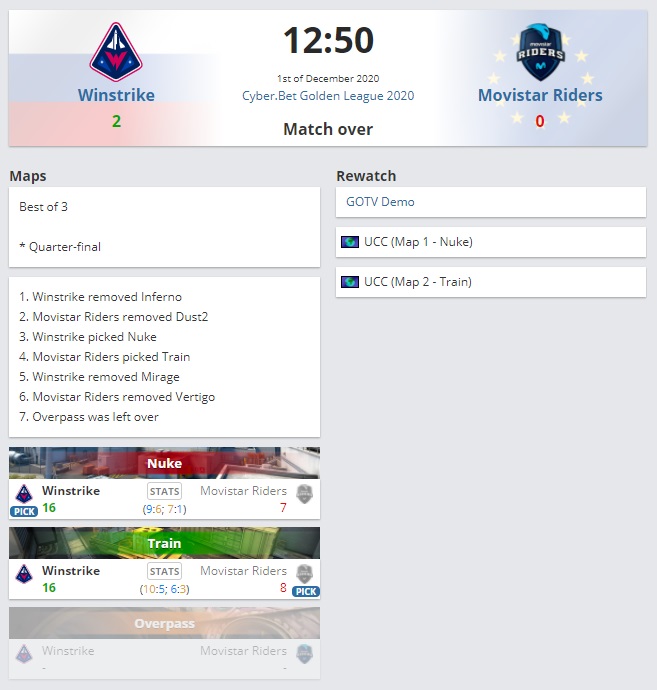 12:50
1st of December 2020
Cyber.Bet Golden League 2020
Match over
Winstrike
2
movistar
RIDERS
Movistar Riders
0
Maps
Best of 3
* Quarter-final
1. Winstrike removed Inferno
2. Movistar Riders removed Dust2
3. Winstrike picked Nuke
4. Movistar Riders picked Train
5. Winstrike removed Mirage
6. Movistar Riders removed Vertigo
7. Overpass was left over
Nuke
Winstrike STATS Movistar Riders
PICK 16 (9:6; 7:1) 7
Train
Winstrike STATS Movistar Riders
16 (10:5; 6:3) 8 PICK
Overpass
Winstrike Movistar Riders
- -
Rewatch
GOTV Demo
UCC (Map 1 - Nuke)
UCC (Map 2 - Train)